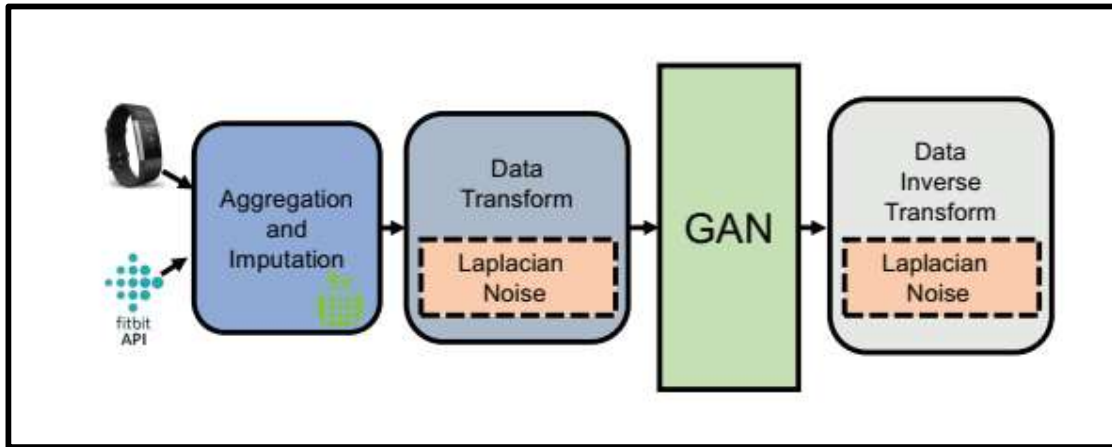 fitbit
API
Aggregation
and
Imputation
Data
Transform
Laplacian
Noise
GAN
Data
Inverse
Transform
Laplacian
Noise